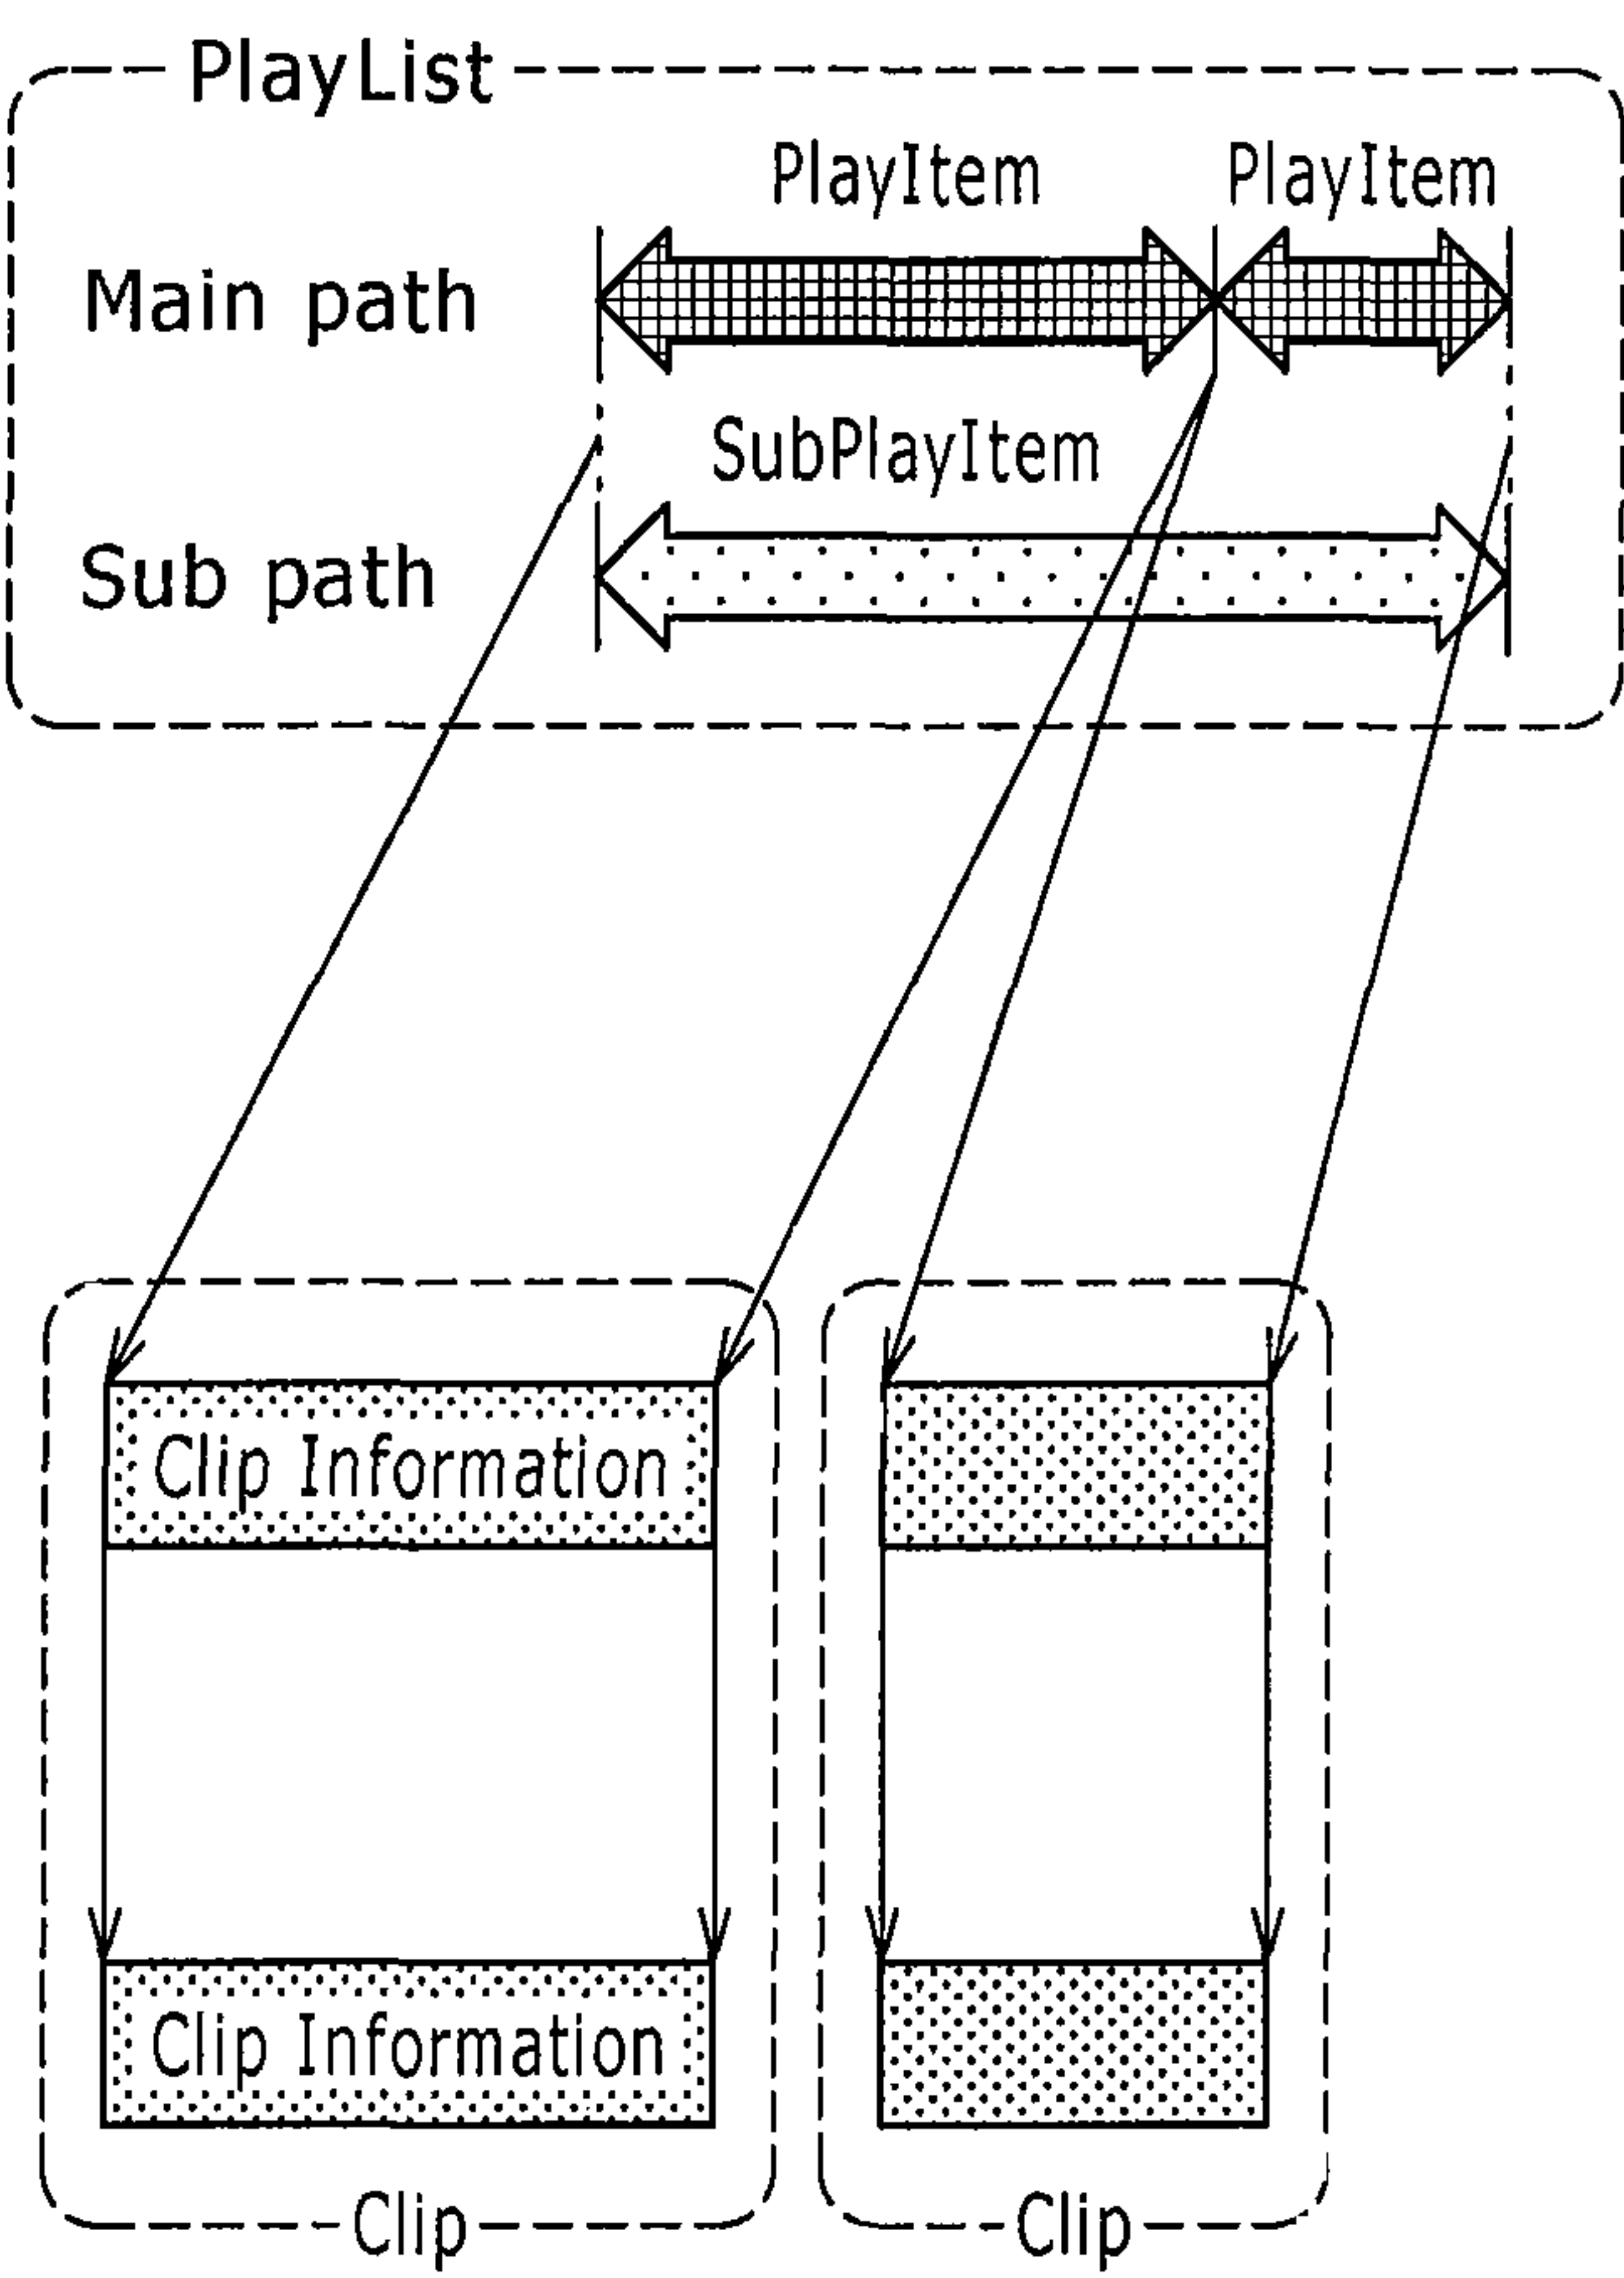 PlayList
PlayItem PlayItem
Main path
SubPlayItem
Sub path
Clip Information
Clip Information
Clip Clip